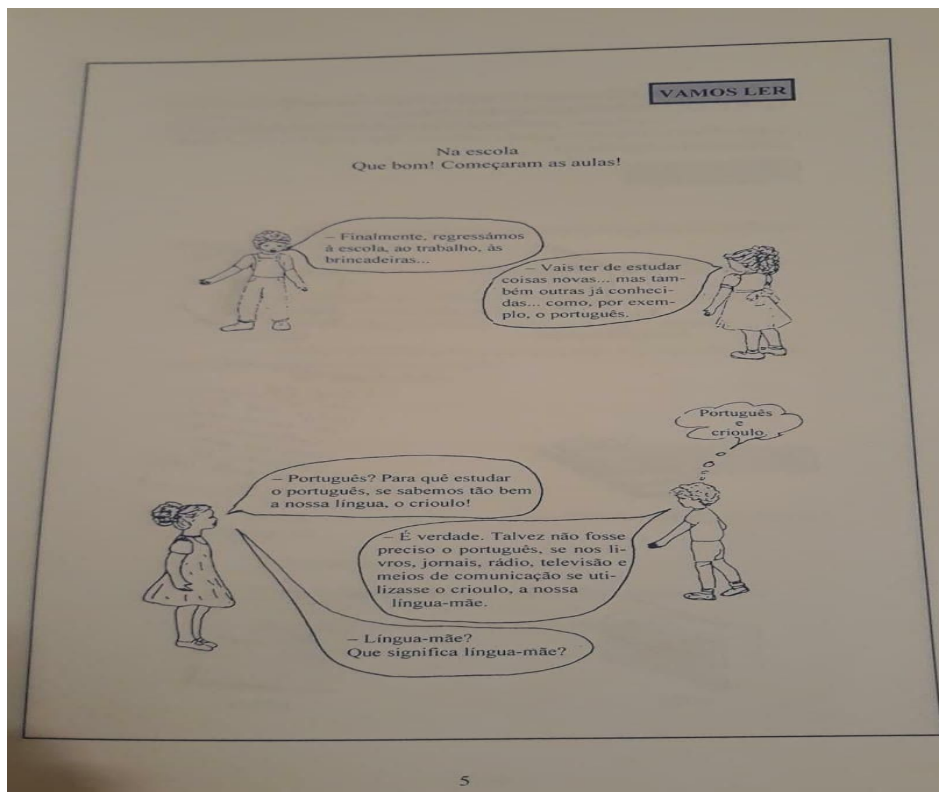 VAMOS LER
Na escola
Que bom! Começaram as aulas!
– Finalmente, regressámos
à escola, ao trabalho, às
brincadeiras...
– Vais ter de estudar
coisas novas... mas tam-
bém outras já conheci-
das... como, por exem-
plo, o português.
Português
e
crioulo.
– Português? Para quê estudar
o português, se sabemos tão bem
a nossa língua, o crioulo!
– É verdade. Talvez não fosse
preciso o português, se nos li-
vros, jornais, rádio, televisão e
meios de comunicação se uti-
lizasse o crioulo, a nossa
língua-mãe.
– Língua-mãe?
Que significa língua-mãe?
5